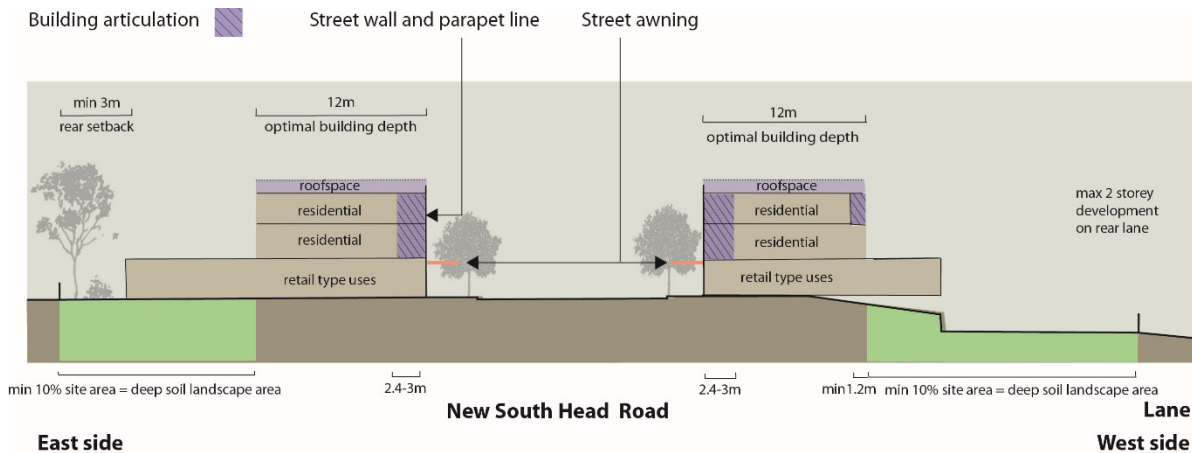 Building articulation
Street wall and parapet line
Street awning
min 3m
rear setback
12m
optimal building depth
12m
optimal building depth
roofspace
residential
residential
retail type uses
roofspace
residential
residential
retail type uses
max 2 storey
development
on rear lane
min 10% site area = deep soil landscape area
2.4-3m
2.4-3m
min1.2m
min 10% site area = deep soil landscape area
New South Head Road
Lane
East side
West side